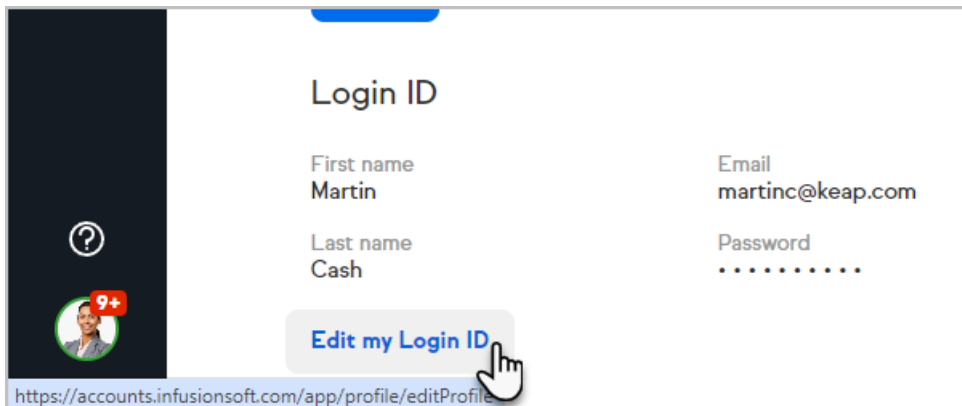 Login ID
First name
Email
Martin
martinc@keap.com
Last name
Password
Cash
9+
Edit my Login ID
https://accounts.infusionsoft.com/app/profile/editProfile